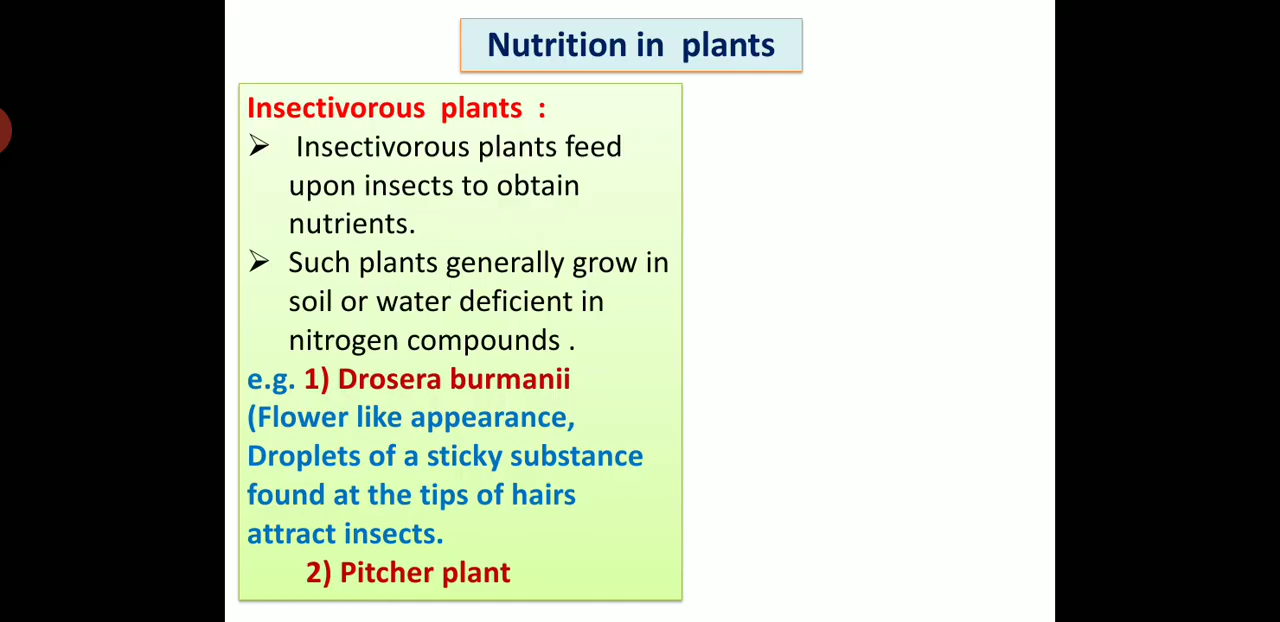 Nutrition in plants
Insectivorous plants :
➢ Insectivorous plants feed
upon insects to obtain
nutrients.
➢ Such plants generally grow in
soil or water deficient in
nitrogen compounds .
e.g. 1) Drosera burmanii
(Flower like appearance,
Droplets of a sticky substance
found at the tips of hairs
attract insects.
2) Pitcher plant